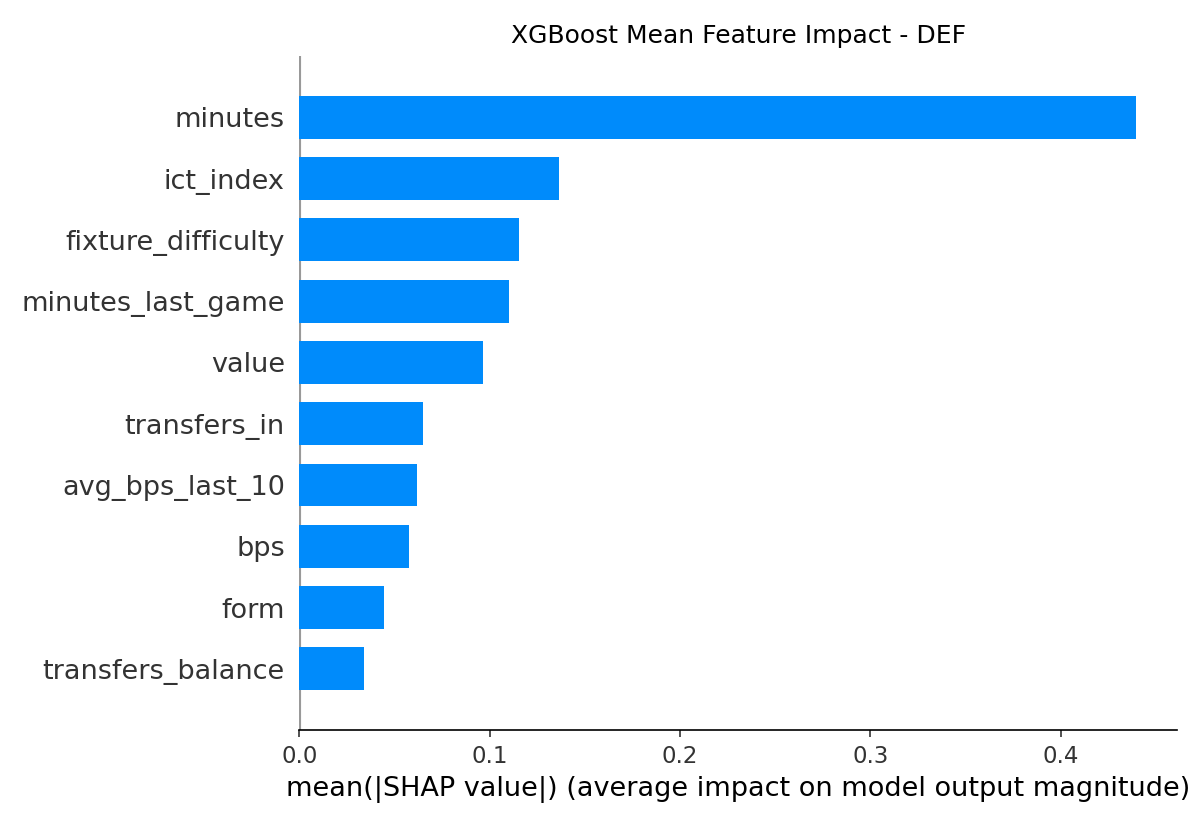 XGBoost Mean Feature Impact - DEF
minutes
ict_index
fixture_difficulty
minutes_last_game
value
transfers_in
avg_bps_last_10
bps
form
transfers_balance
0.0 0.1 0.2 0.3 0.4
mean(|SHAP value|) (average impact on model output magnitude)